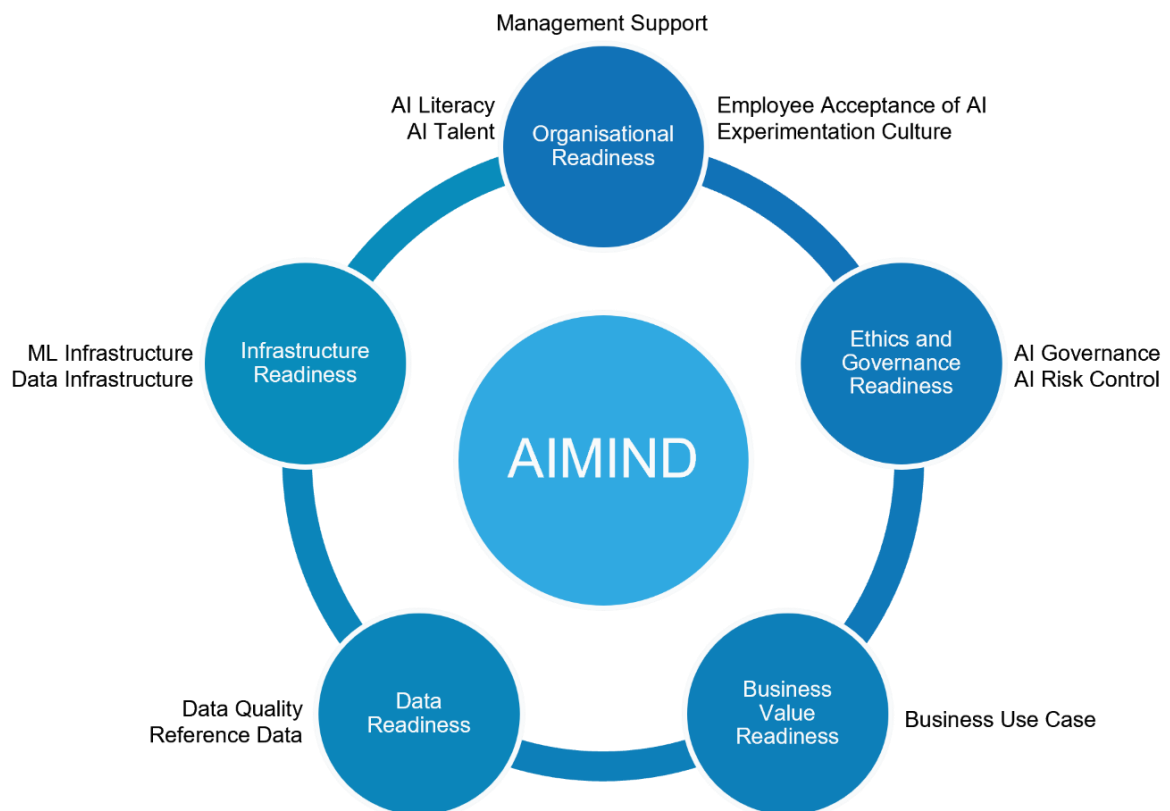 Management Support
AI Literacy
AI Talent
Organisational
Readiness
Employee Acceptance of AI
Experimentation Culture
ML Infrastructure
Data Infrastructure
Infrastructure
Readiness
Ethics and
Governance
Readiness
AI Governance
AI Risk Control
AIMIND
Data Quality
Reference Data
Data
Readiness
Business
Value
Readiness
Business Use Case